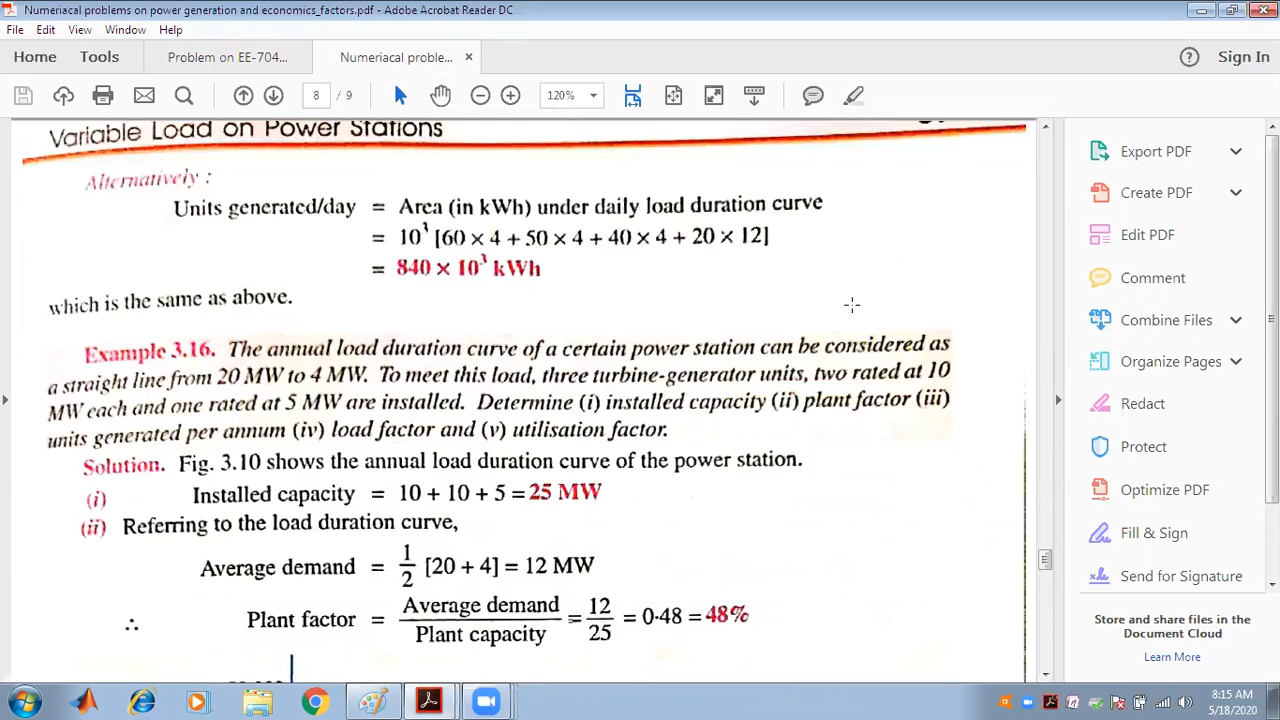 Numeriacal problems on power generation and economics_factors.pdf - Adobe Acrobat Reader DC
File Edit View Window Help
Home Tools Problem on EE-704... Numeriacal proble... × Sign In
8 / 9 120%
Variable Load on Power Stations
Alternatively :
Units generated/day = Area (in kWh) under daily load duration curve
= 10³ [60 × 4 + 50 × 4 + 40 × 4 + 20 × 12]
= 840 × 10³ kWh
which is the same as above.
Example 3.16. The annual load duration curve of a certain power station can be considered as
a straight line from 20 MW to 4 MW. To meet this load, three turbine-generator units, two rated at 10
MW each and one rated at 5 MW are installed. Determine (i) installed capacity (ii) plant factor (iii)
units generated per annum (iv) load factor and (v) utilisation factor.
Solution. Fig. 3.10 shows the annual load duration curve of the power station.
(i) Installed capacity = 10 + 10 + 5 = 25 MW
(ii) Referring to the load duration curve,
Average demand = 1/2 [20 + 4] = 12 MW
∴ Plant factor = Average demand / Plant capacity = 12/25 = 0·48 = 48%
Export PDF
Create PDF
Edit PDF
Comment
Combine Files
Organize Pages
Redact
Protect
Optimize PDF
Fill & Sign
Send for Signature
Store and share files in the
Document Cloud
Learn More
8:15 AM
5/18/2020